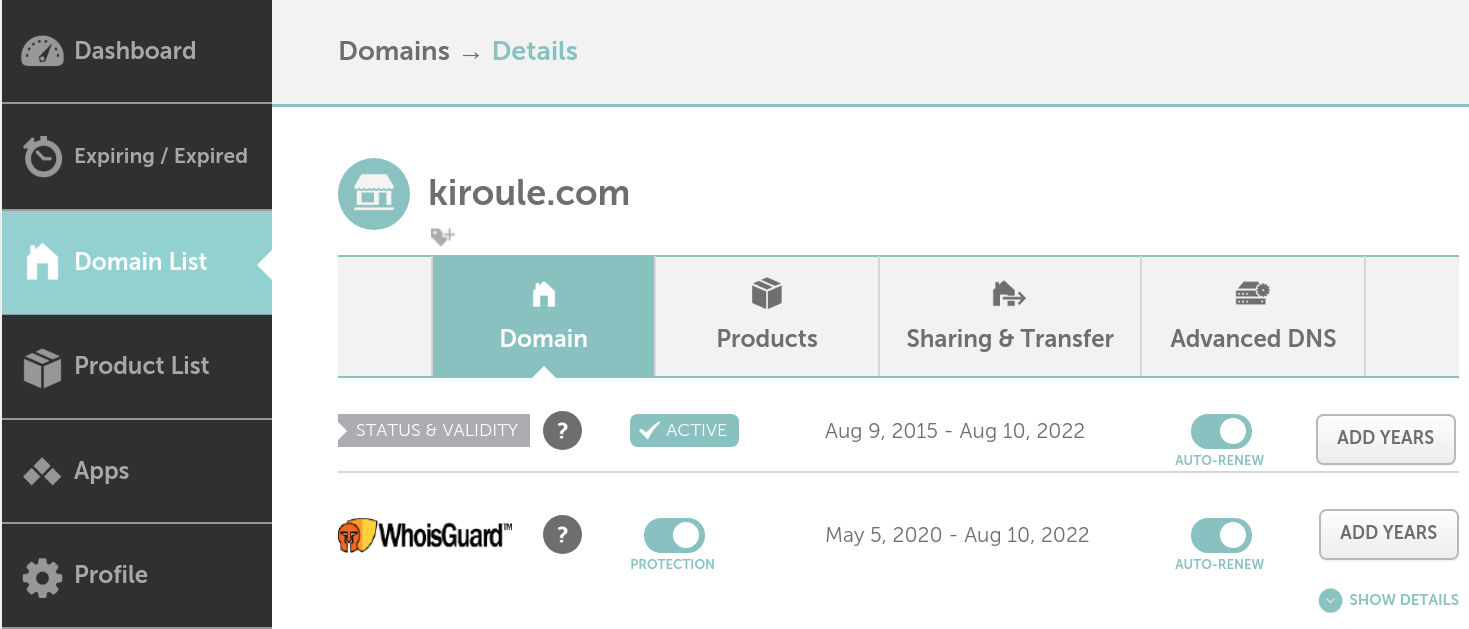 Dashboard
Expiring / Expired
Domain List
Product List
Apps
Profile
Domains → Details
kiroule.com
Domain
Products
Sharing & Transfer
Advanced DNS
STATUS & VALIDITY ? ACTIVE Aug 9, 2015 - Aug 10, 2022 ADD YEARS
AUTO-RENEW
WhoisGuard™ ? May 5, 2020 - Aug 10, 2022 ADD YEARS
PROTECTION AUTO-RENEW
SHOW DETAILS